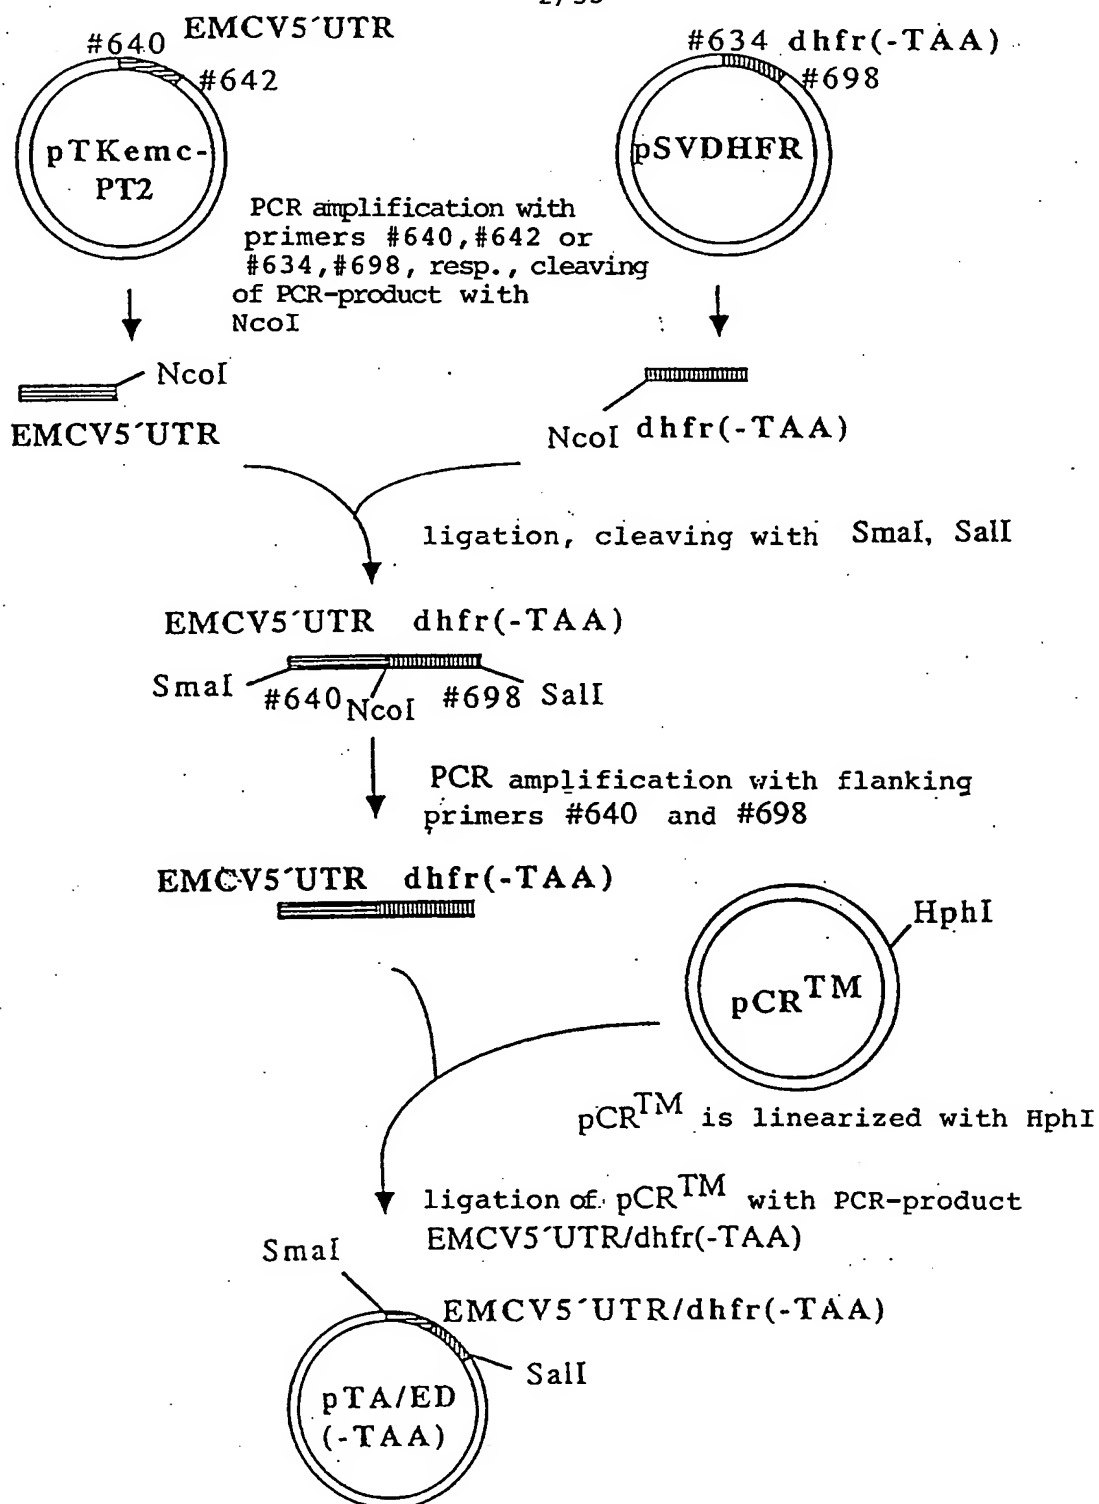 EMCV5´UTR
#640
#642
pTKemc-
PT2
#634 dhfr(-TAA)
#698
pSVDHFR
PCR amplification with
primers #640,#642 or
#634,#698, resp., cleaving
of PCR-product with
NcoI
NcoI
EMCV5´UTR
NcoI dhfr(-TAA)
ligation, cleaving with SmaI, SalI
EMCV5´UTR dhfr(-TAA)
SmaI #640 NcoI #698 SalI
PCR amplification with flanking
primers #640 and #698
EMCV5´UTR dhfr(-TAA)
HphI
pCR™
pCR™ is linearized with HphI
ligation of pCR™ with PCR-product
EMCV5´UTR/dhfr(-TAA)
SmaI
EMCV5´UTR/dhfr(-TAA)
SalI
pTA/ED
(-TAA)